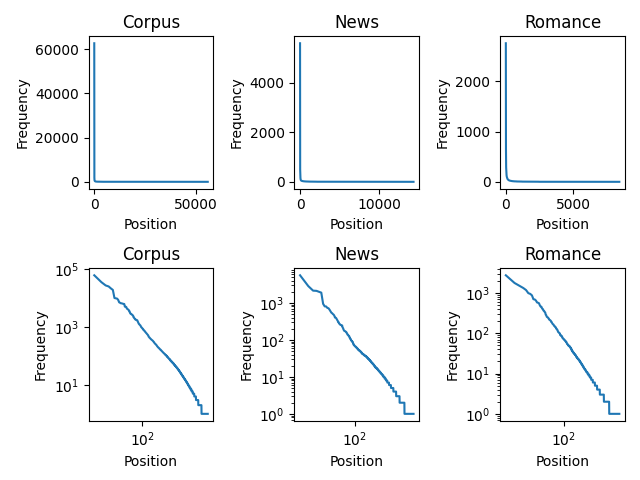 Corpus News Romance
Frequency Frequency Frequency
60000
40000
20000
0
4000
2000
0
2000
1000
0
0 50000 0 10000 0 5000
Position Position Position
Corpus News Romance
Frequency Frequency Frequency
10^5
10^3
10^1
10^3
10^2
10^1
10^0
10^3
10^2
10^1
10^0
10^2 10^2 10^2
Position Position Position